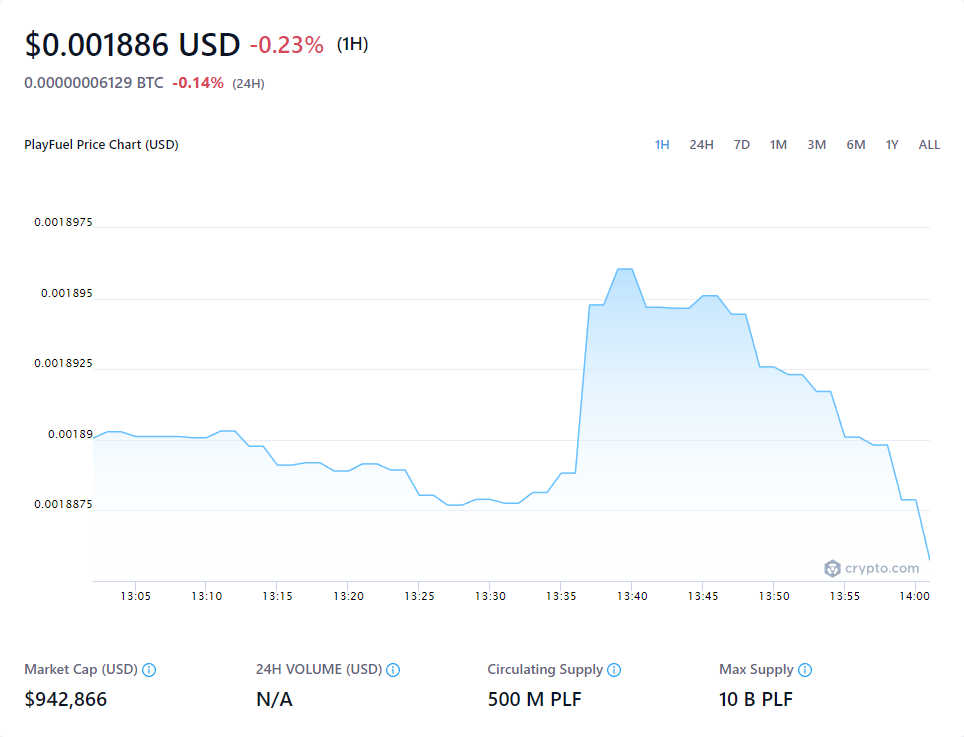 $0.001886 USD -0.23% (1H)
0.00000006129 BTC -0.14% (24H)
PlayFuel Price Chart (USD) 1H 24H 7D 1M 3M 6M 1Y ALL
0.0018975
0.001895
0.0018925
0.00189
0.0018875
crypto.com
13:05 13:10 13:15 13:20 13:25 13:30 13:35 13:40 13:45 13:50 13:55 14:00
Market Cap (USD) 24H VOLUME (USD) Circulating Supply Max Supply
$942,866 N/A 500 M PLF 10 B PLF